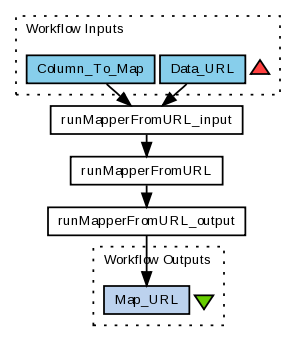 Workflow Inputs
Column_To_Map
Data_URL
runMapperFromURL_input
runMapperFromURL
runMapperFromURL_output
Workflow Outputs
Map_URL